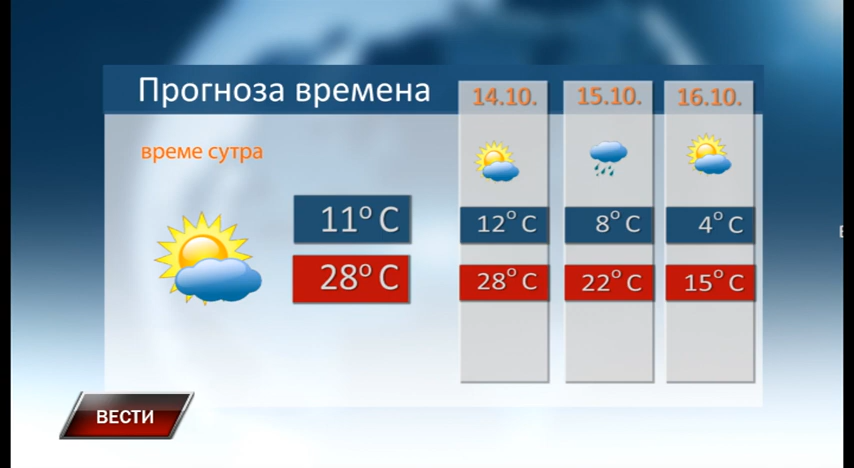 Прогноза времена
време сутра
11° C
28° C
14.10.
12° C
28° C
15.10.
8° C
22° C
16.10.
4° C
15° C
ВЕСТИ